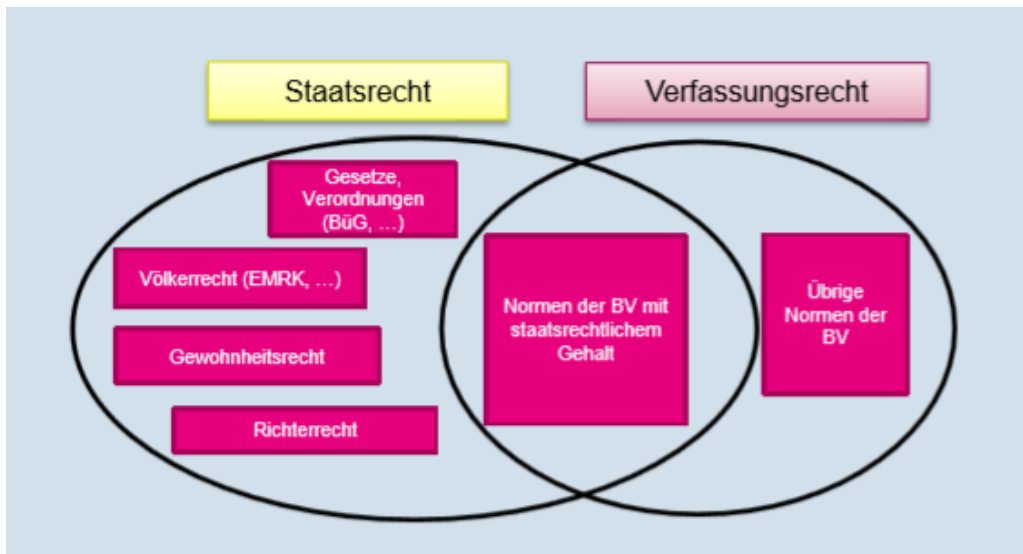 Staatsrecht
Verfassungsrecht
Gesetze,
Verordnungen
(BüG, …)
Völkerrecht (EMRK, …)
Gewohnheitsrecht
Richterrecht
Normen der BV mit
staatsrechtlichem
Gehalt
Übrige
Normen der
BV